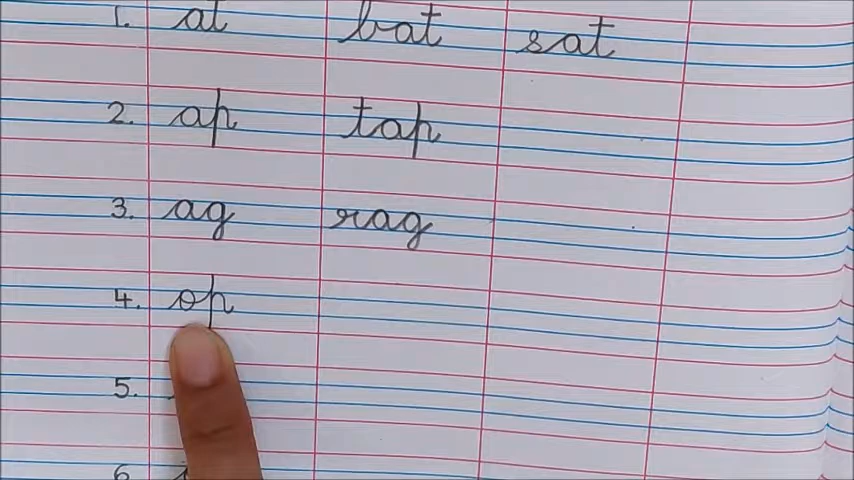 1. at bat sat
2. ap tap
3. ag rag
4. op
5.
6.